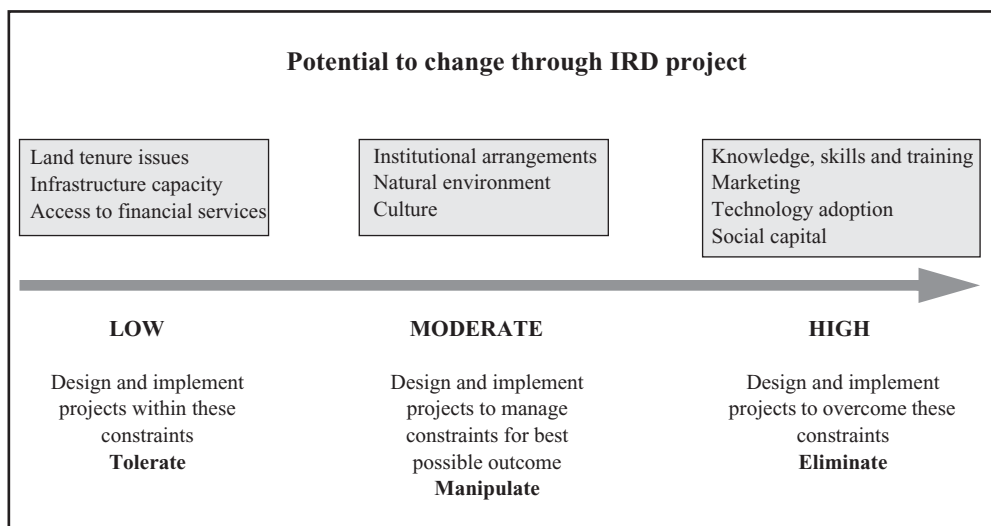 Potential to change through IRD project
Land tenure issues
Infrastructure capacity
Access to financial services
Institutional arrangements
Natural environment
Culture
Knowledge, skills and training
Marketing
Technology adoption
Social capital
LOW
Design and implement
projects within these
constraints
Tolerate
MODERATE
Design and implement
projects to manage
constraints for best
possible outcome
Manipulate
HIGH
Design and implement
projects to overcome these
constraints
Eliminate